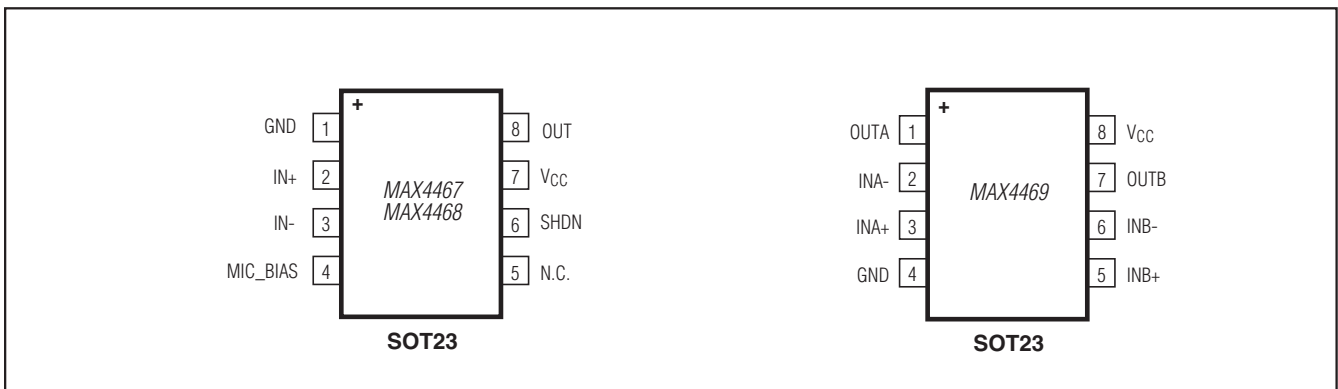 +
GND 1
IN+ 2
IN- 3
MIC_BIAS 4
MAX4467
MAX4468
8 OUT
7 VCC
6 SHDN
5 N.C.
SOT23
+
OUTA 1
INA- 2
INA+ 3
GND 4
MAX4469
8 VCC
7 OUTB
6 INB-
5 INB+
SOT23